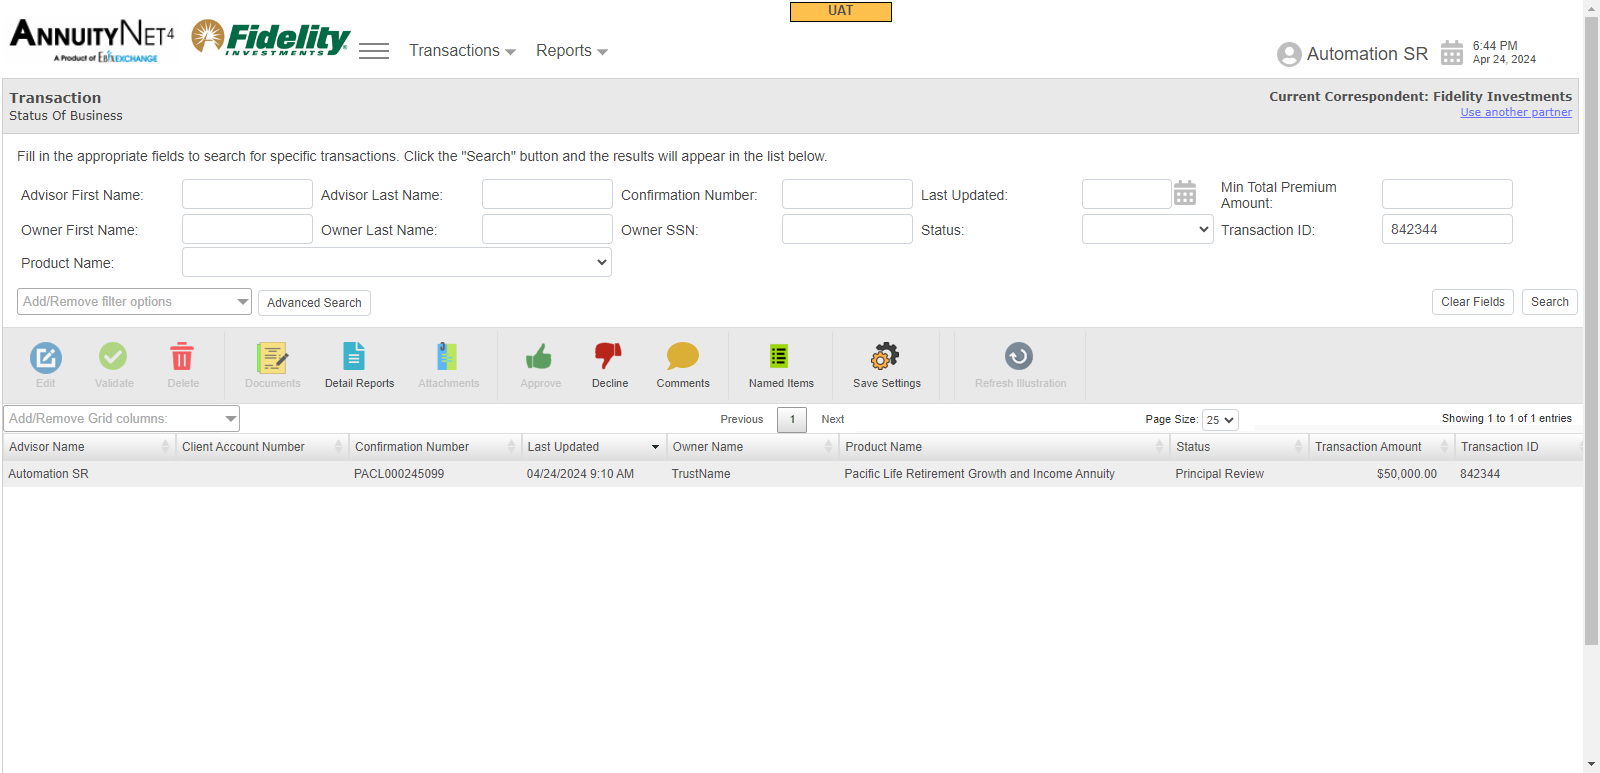 UAT
ANNUITYNET4
A Product of EbixEXCHANGE
Fidelity
INVESTMENTS
Transactions
Reports
Automation SR
6:44 PM
Apr 24, 2024
Transaction
Status Of Business
Current Correspondent: Fidelity Investments
Use another partner
Fill in the appropriate fields to search for specific transactions. Click the "Search" button and the results will appear in the list below.
Advisor First Name: Advisor Last Name: Confirmation Number: Last Updated: Min Total Premium Amount:
Owner First Name: Owner Last Name: Owner SSN: Status: Transaction ID: 842344
Product Name:
Add/Remove filter options Advanced Search Clear Fields Search
Edit Validate Delete Documents Detail Reports Attachments Approve Decline Comments Named Items Save Settings Refresh Illustration
Add/Remove Grid columns: Previous 1 Next Page Size: 25 Showing 1 to 1 of 1 entries
Advisor Name Client Account Number Confirmation Number Last Updated Owner Name Product Name Status Transaction Amount Transaction ID
Automation SR PACL000245099 04/24/2024 9:10 AM TrustName Pacific Life Retirement Growth and Income Annuity Principal Review $50,000.00 842344